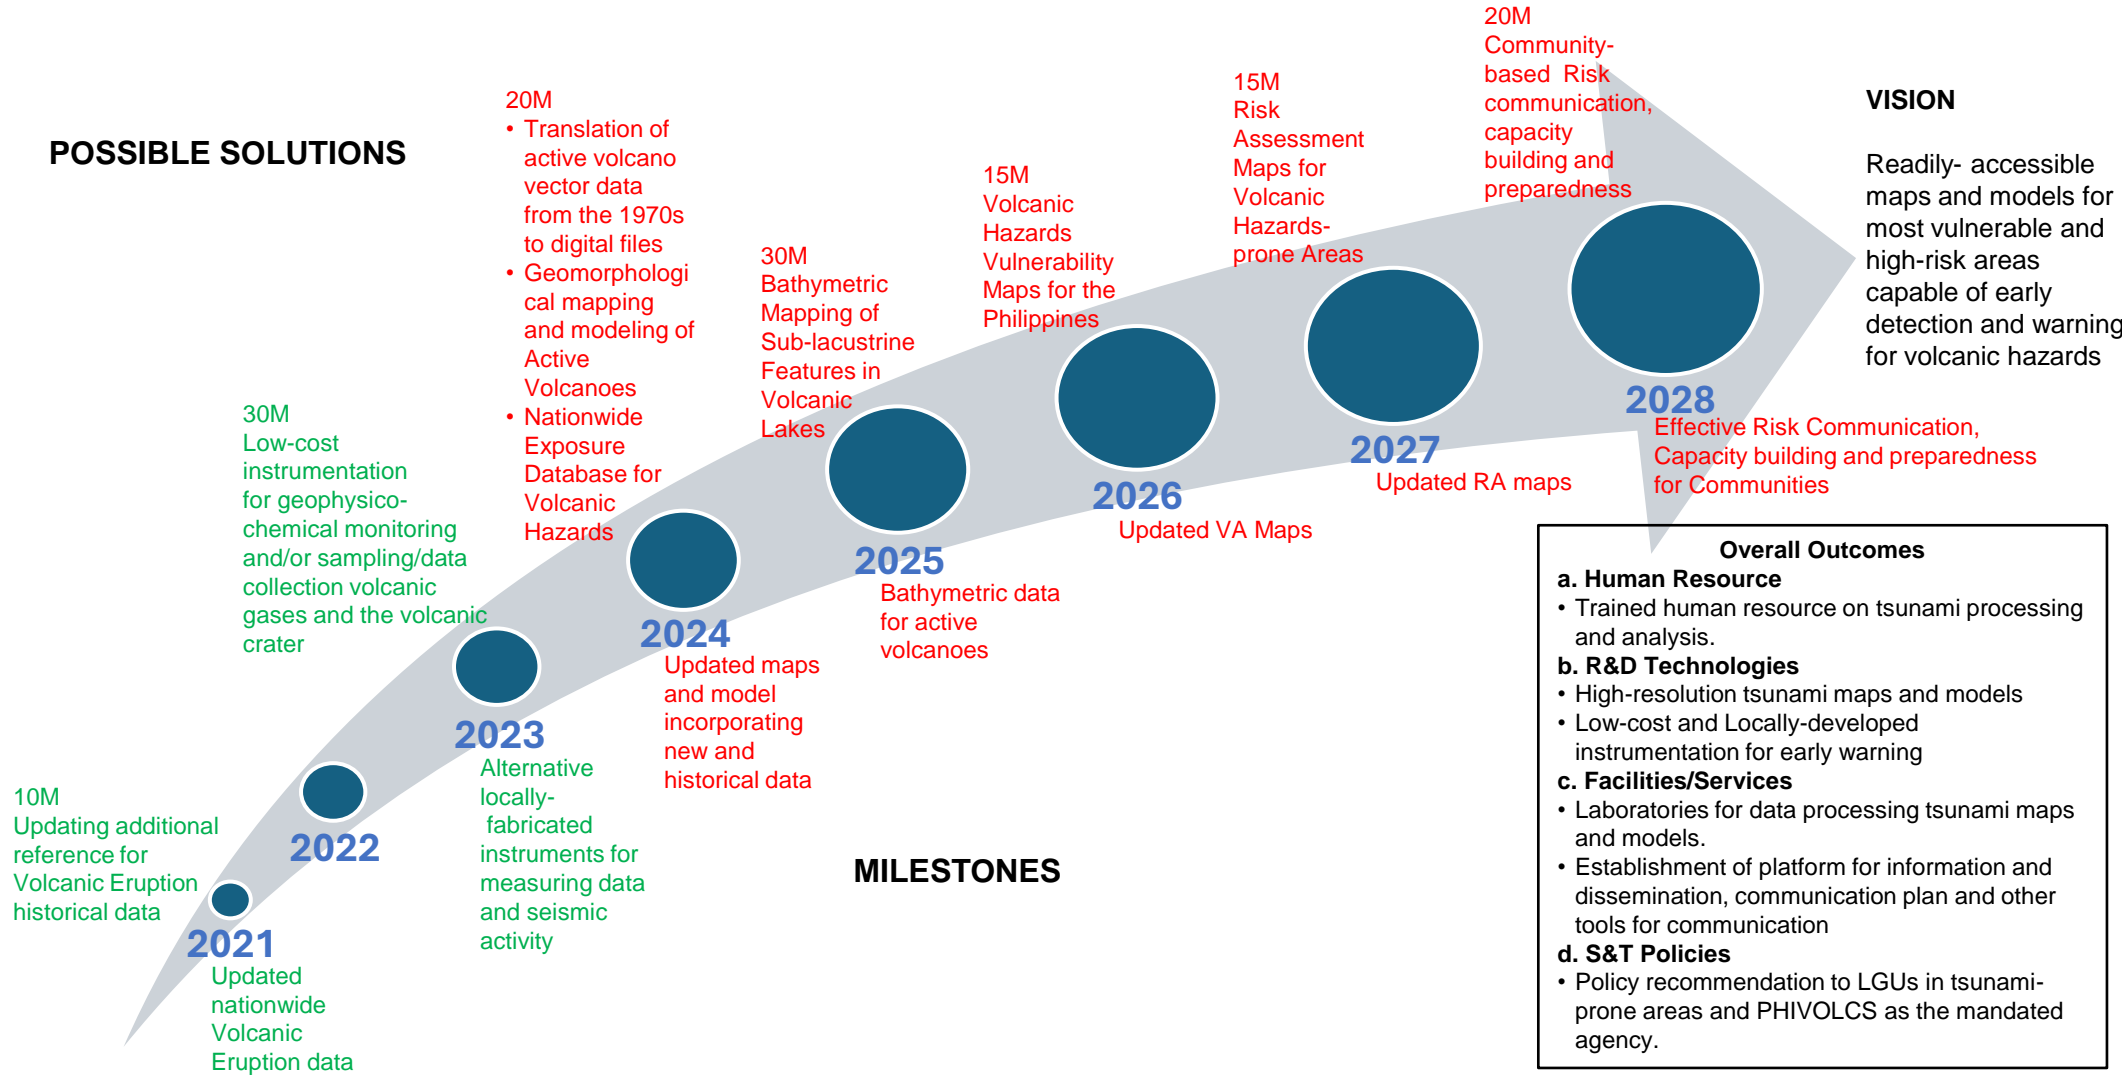 POSSIBLE SOLUTIONS
10M
Updating additional
reference for
Volcanic Eruption
historical data
2021
Updated
nationwide
Volcanic
Eruption data
2022
30M
Low-cost
instrumentation
for geophysico-
chemical monitoring
and/or sampling/data
collection volcanic
gases and the volcanic
crater
2023
Alternative
locally-
fabricated
instruments for
measuring data
and seismic
activity
20M
• Translation of
active volcano
vector data
from the 1970s
to digital files
• Geomorphologi
cal mapping
and modeling of
Active
Volcanoes
• Nationwide
Exposure
Database for
Volcanic
Hazards
2024
Updated maps
and model
incorporating
new and
historical data
30M
Bathymetric
Mapping of
Sub-lacustrine
Features in
Volcanic
Lakes
2025
Bathymetric data
for active
volcanoes
15M
Volcanic
Hazards
Vulnerability
Maps for the
Philippines
2026
Updated VA Maps
15M
Risk
Assessment
Maps for
Volcanic
Hazards-
prone Areas
2027
Updated RA maps
20M
Community-
based Risk
communication,
capacity
building and
preparedness
2028
Effective Risk Communication,
Capacity building and preparedness
for Communities
VISION
Readily- accessible
maps and models for
most vulnerable and
high-risk areas
capable of early
detection and warning
for volcanic hazards
MILESTONES
Overall Outcomes
a. Human Resource
• Trained human resource on tsunami processing
and analysis.
b. R&D Technologies
• High-resolution tsunami maps and models
• Low-cost and Locally-developed
instrumentation for early warning
c. Facilities/Services
• Laboratories for data processing tsunami maps
and models.
• Establishment of platform for information and
dissemination, communication plan and other
tools for communication
d. S&T Policies
• Policy recommendation to LGUs in tsunami-
prone areas and PHIVOLCS as the mandated
agency.